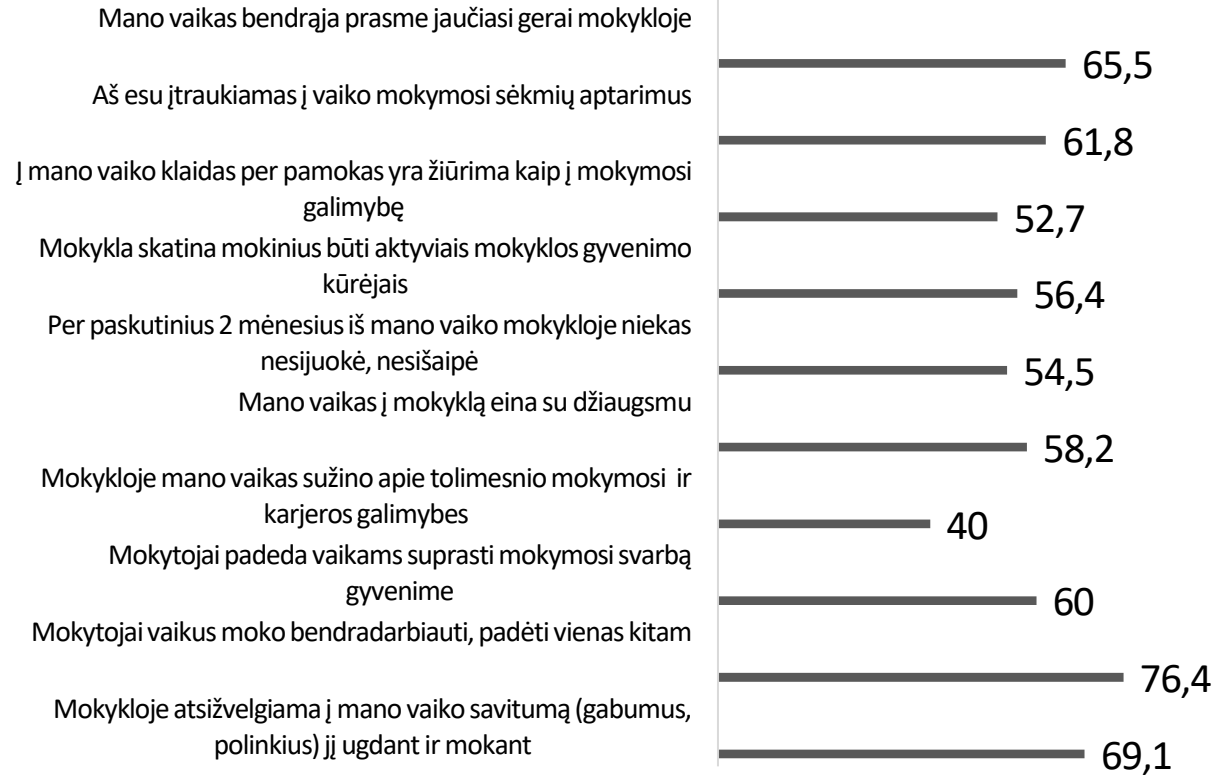 Mano vaikas bendrąja prasme jaučiasi gerai mokykloje
65,5
Aš esu įtraukiamas į vaiko mokymosi sėkmių aptarimus
61,8
Į mano vaiko klaidas per pamokas yra žiūrima kaip į mokymosi
galimybę
52,7
Mokykla skatina mokinius būti aktyviais mokyklos gyvenimo
kūrėjais
56,4
Per paskutinius 2 mėnesius iš mano vaiko mokykloje niekas
nesijuokė, nesišaipė
54,5
Mano vaikas į mokyklą eina su džiaugsmu
58,2
Mokykloje mano vaikas sužino apie tolimesnio mokymosi ir
karjeros galimybes
40
Mokytojai padeda vaikams suprasti mokymosi svarbą
gyvenime
60
Mokytojai vaikus moko bendradarbiauti, padėti vienas kitam
76,4
Mokykloje atsižvelgiama į mano vaiko savitumą (gabumus,
polinkius) jį ugdant ir mokant
69,1